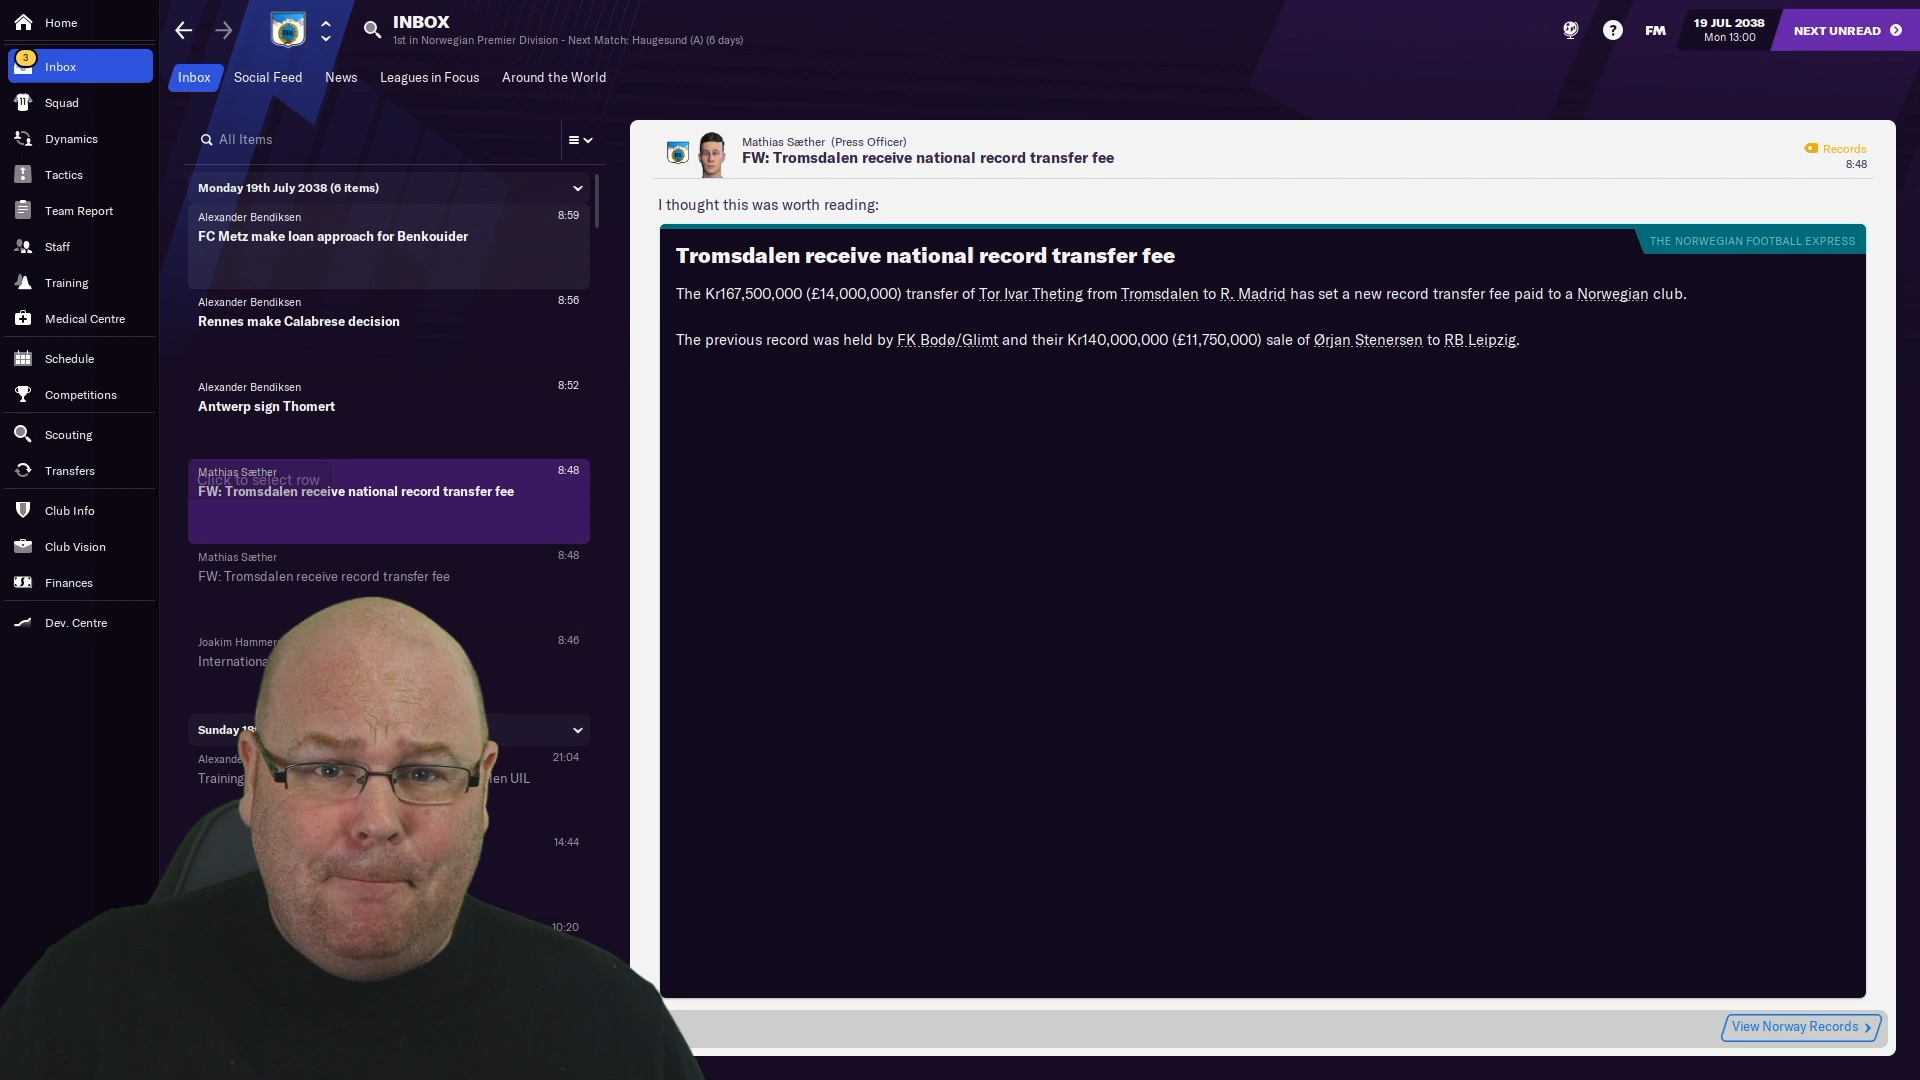 Home
INBOX
1st in Norwegian Premier Division - Next Match: Haugesund (A) (6 days)
FM
19 JUL 2038
Mon 13:00
NEXT UNREAD
3
Inbox
Squad
Dynamics
Tactics
Team Report
Staff
Training
Medical Centre
Schedule
Competitions
Scouting
Transfers
Club Info
Club Vision
Finances
Dev. Centre
Inbox
Social Feed
News
Leagues in Focus
Around the World
All Items
Monday 19th July 2038 (6 items)
Alexander Bendiksen 8:59
FC Metz make loan approach for Benkouider
Alexander Bendiksen 8:56
Rennes make Calabrese decision
Alexander Bendiksen 8:52
Antwerp sign Thomert
Mathias Sæther 8:48
Click to select row
FW: Tromsdalen receive national record transfer fee
Mathias Sæther 8:48
FW: Tromsdalen receive record transfer fee
Joakim 8:46
Sunday
21:04
Training UIL
14:44
10:20
Mathias Sæther (Press Officer)
FW: Tromsdalen receive national record transfer fee
Records
8:48
I thought this was worth reading:
THE NORWEGIAN FOOTBALL EXPRESS
Tromsdalen receive national record transfer fee
The Kr167,500,000 (£14,000,000) transfer of Tor Ivar Theting from Tromsdalen to R. Madrid has set a new record transfer fee paid to a Norwegian club.
The previous record was held by FK Bodø/Glimt and their Kr140,000,000 (£11,750,000) sale of Ørjan Stenersen to RB Leipzig.
View Norway Records